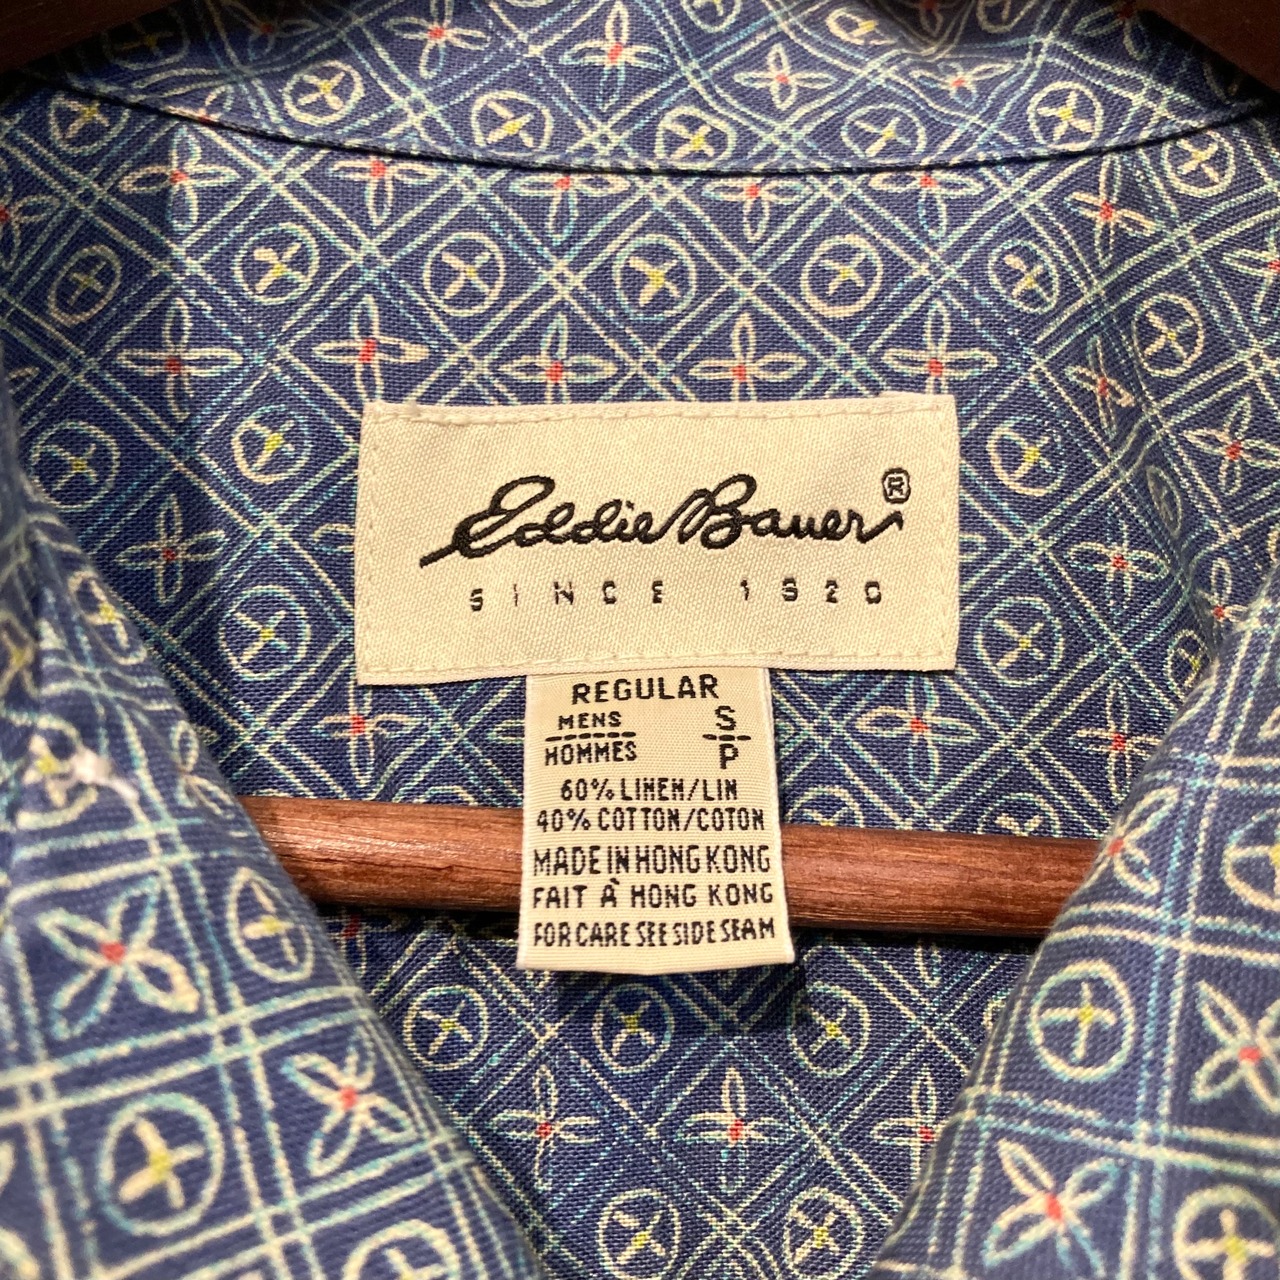 Eddie Bauer®
SINCE 1920
REGULAR
MENS S
HOMMES P
60% LINEN/LIN
40% COTTON/COTON
MADE IN HONG KONG
FAIT À HONG KONG
FOR CARE SEE SIDE SEAM